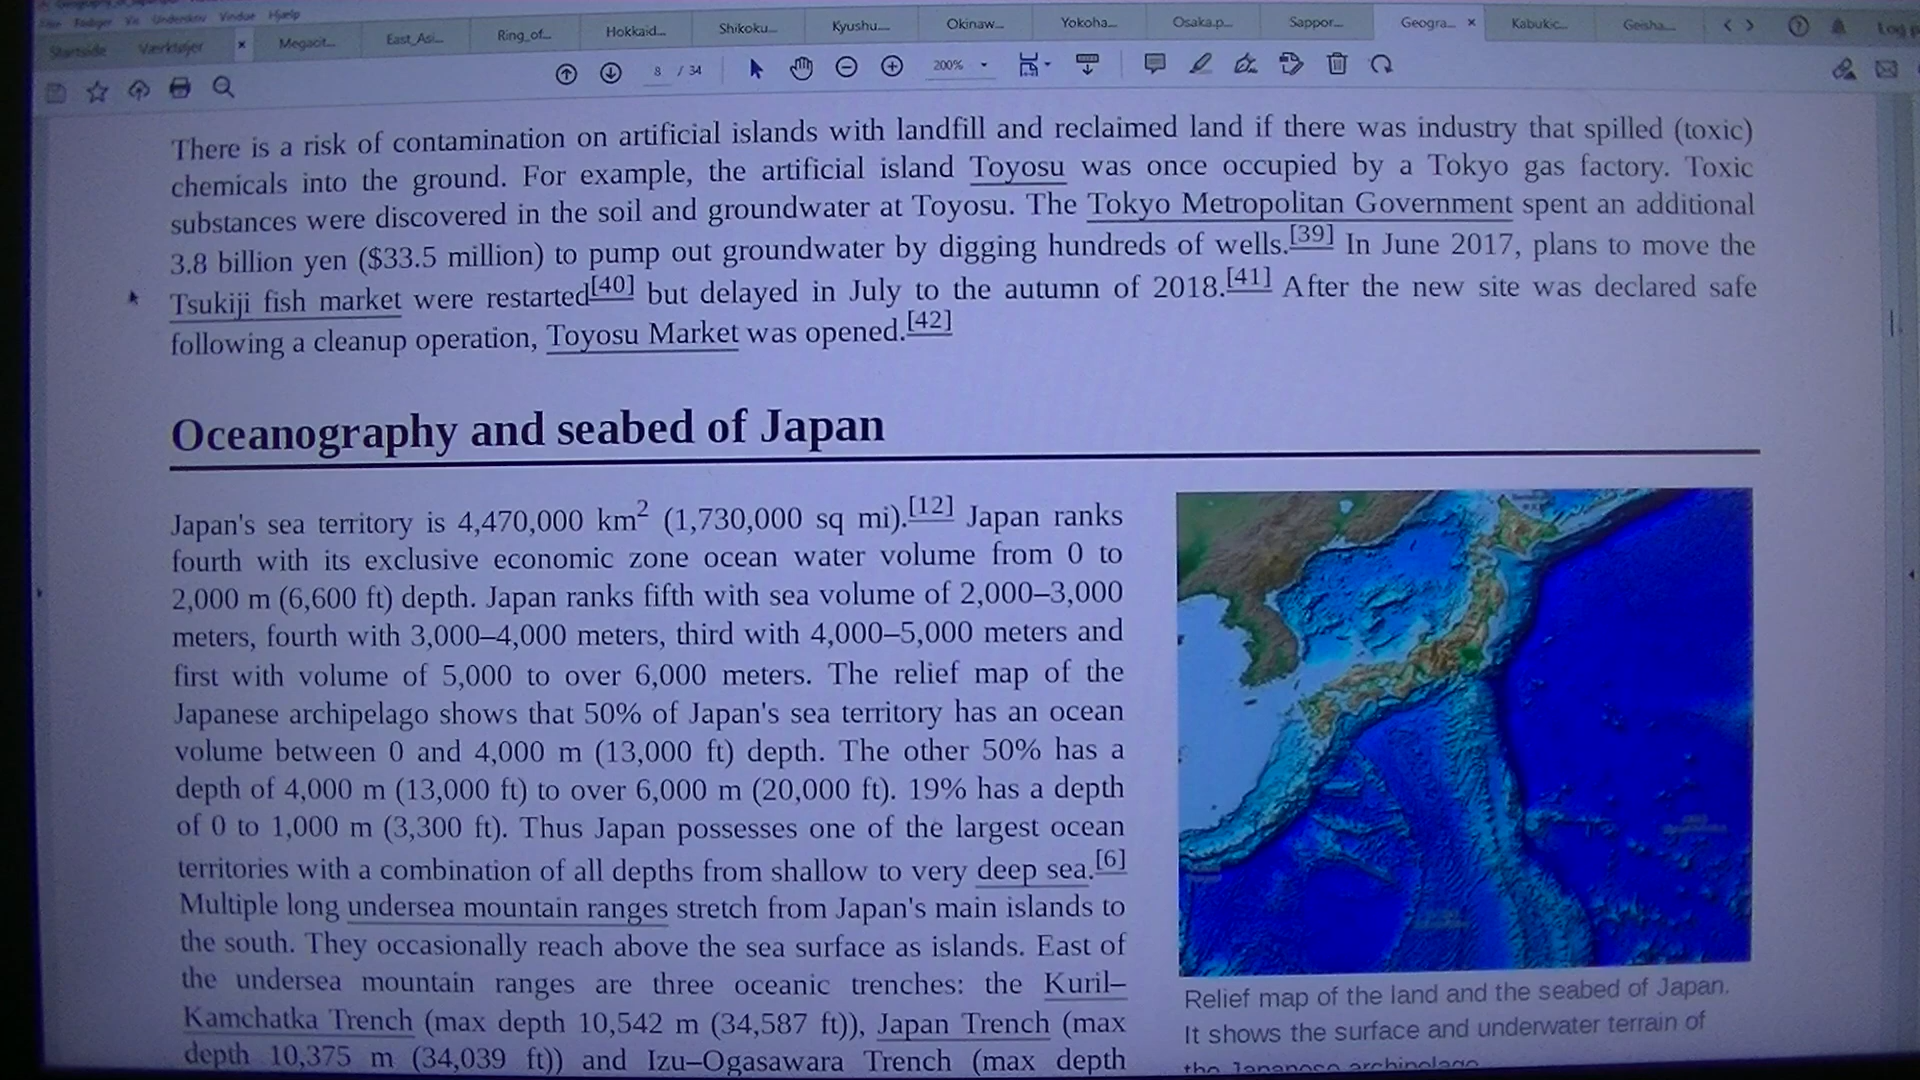 Rediger Vis Underskriv Vindue Hjælp
Startside Værktøjer Megacit... East_Asi... Ring_of... Hokkaid... Shikoku... Kyushu.... Okinaw... Yokoha... Osaka.p... Sappor... Geogra... Kabukic... Geisha.... Log
8 / 34 200%
There is a risk of contamination on artificial islands with landfill and reclaimed land if there was industry that spilled (toxic)
chemicals into the ground. For example, the artificial island Toyosu was once occupied by a Tokyo gas factory. Toxic
substances were discovered in the soil and groundwater at Toyosu. The Tokyo Metropolitan Government spent an additional
3.8 billion yen ($33.5 million) to pump out groundwater by digging hundreds of wells.[39] In June 2017, plans to move the
Tsukiji fish market were restarted[40] but delayed in July to the autumn of 2018.[41] After the new site was declared safe
following a cleanup operation, Toyosu Market was opened.[42]
Oceanography and seabed of Japan
Japan's sea territory is 4,470,000 km2 (1,730,000 sq mi).[12] Japan ranks
fourth with its exclusive economic zone ocean water volume from 0 to
2,000 m (6,600 ft) depth. Japan ranks fifth with sea volume of 2,000–3,000
meters, fourth with 3,000–4,000 meters, third with 4,000–5,000 meters and
first with volume of 5,000 to over 6,000 meters. The relief map of the
Japanese archipelago shows that 50% of Japan's sea territory has an ocean
volume between 0 and 4,000 m (13,000 ft) depth. The other 50% has a
depth of 4,000 m (13,000 ft) to over 6,000 m (20,000 ft). 19% has a depth
of 0 to 1,000 m (3,300 ft). Thus Japan possesses one of the largest ocean
territories with a combination of all depths from shallow to very deep sea.[6]
Multiple long undersea mountain ranges stretch from Japan's main islands to
the south. They occasionally reach above the sea surface as islands. East of
the undersea mountain ranges are three oceanic trenches: the Kuril–
Kamchatka Trench (max depth 10,542 m (34,587 ft)), Japan Trench (max
depth 10,375 m (34,039 ft)) and Izu–Ogasawara Trench (max depth
Relief map of the land and the seabed of Japan.
It shows the surface and underwater terrain of
the Japanese archipelago